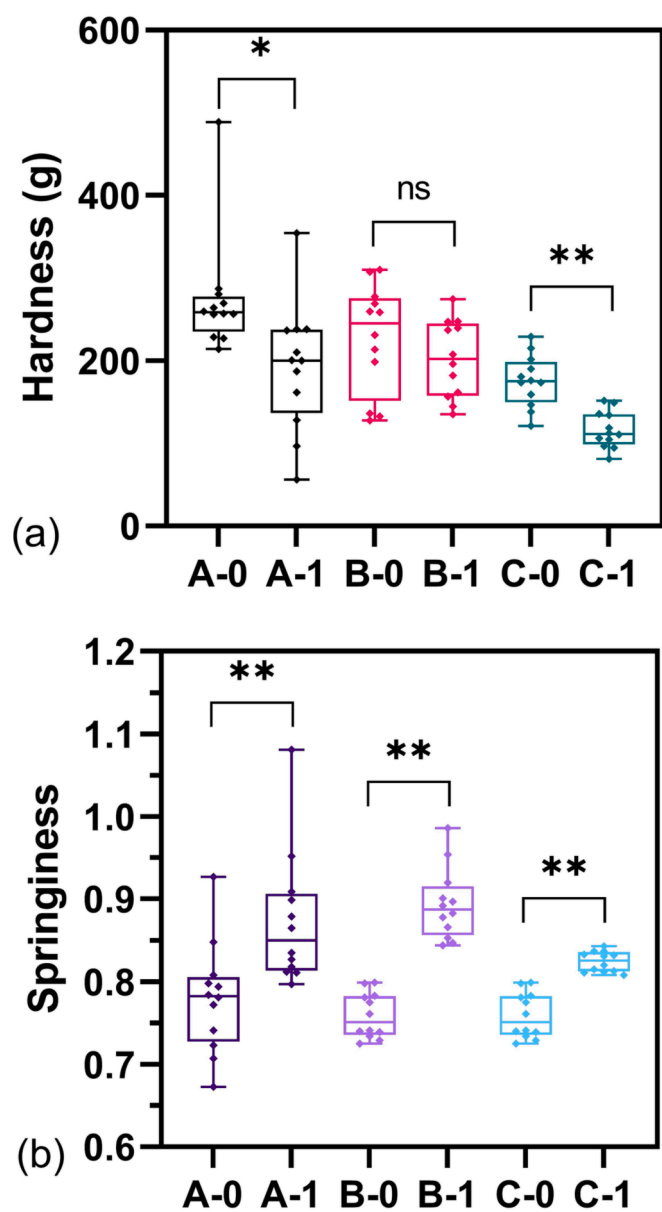 600
*
Hardness (g)
400
ns
**
200
0
(a)
A-0 A-1 B-0 B-1 C-0 C-1
1.2
**
1.1
**
Springiness
1.0
**
0.9
0.8
0.7
0.6
(b)
A-0 A-1 B-0 B-1 C-0 C-1